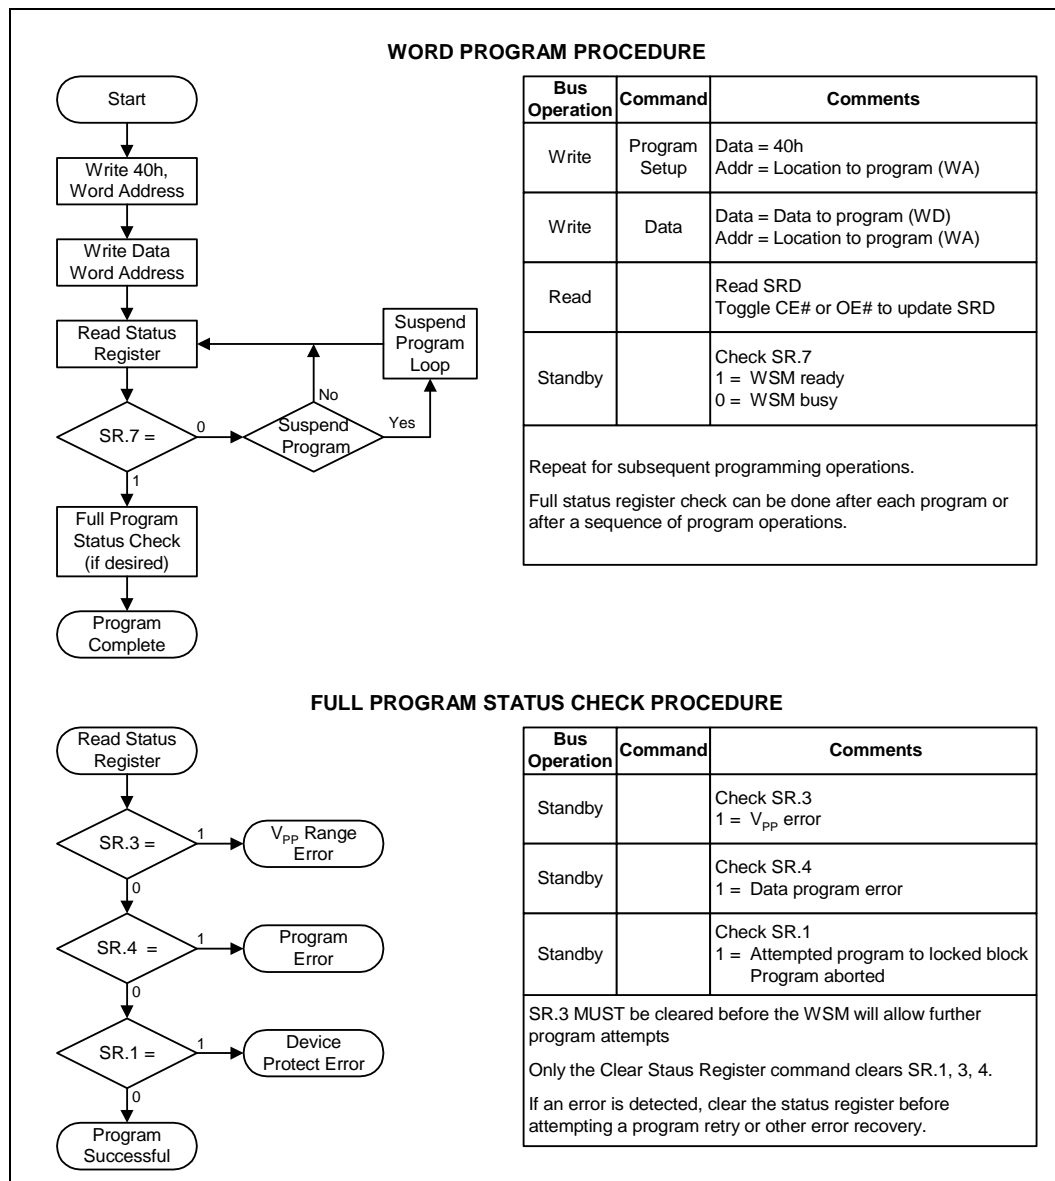 WORD PROGRAM PROCEDURE
Start
Write 40h,
Word Address
Write Data
Word Address
Read Status
Register
Suspend
Program
Loop
No
SR.7 =
0
Suspend
Program
Yes
1
Full Program
Status Check
(if desired)
Program
Complete
Bus
Operation
Command
Comments
Write
Program
Setup
Data = 40h
Addr = Location to program (WA)
Write
Data
Data = Data to program (WD)
Addr = Location to program (WA)
Read
Read SRD
Toggle CE# or OE# to update SRD
Standby
Check SR.7
1 = WSM ready
0 = WSM busy
Repeat for subsequent programming operations.
Full status register check can be done after each program or
after a sequence of program operations.
FULL PROGRAM STATUS CHECK PROCEDURE
Read Status
Register
SR.3 =
1
VPP Range
Error
0
SR.4 =
1
Program
Error
0
SR.1 =
1
Device
Protect Error
0
Program
Successful
Bus
Operation
Command
Comments
Standby
Check SR.3
1 = VPP error
Standby
Check SR.4
1 = Data program error
Standby
Check SR.1
1 = Attempted program to locked block
Program aborted
SR.3 MUST be cleared before the WSM will allow further
program attempts
Only the Clear Staus Register command clears SR.1, 3, 4.
If an error is detected, clear the status register before
attempting a program retry or other error recovery.